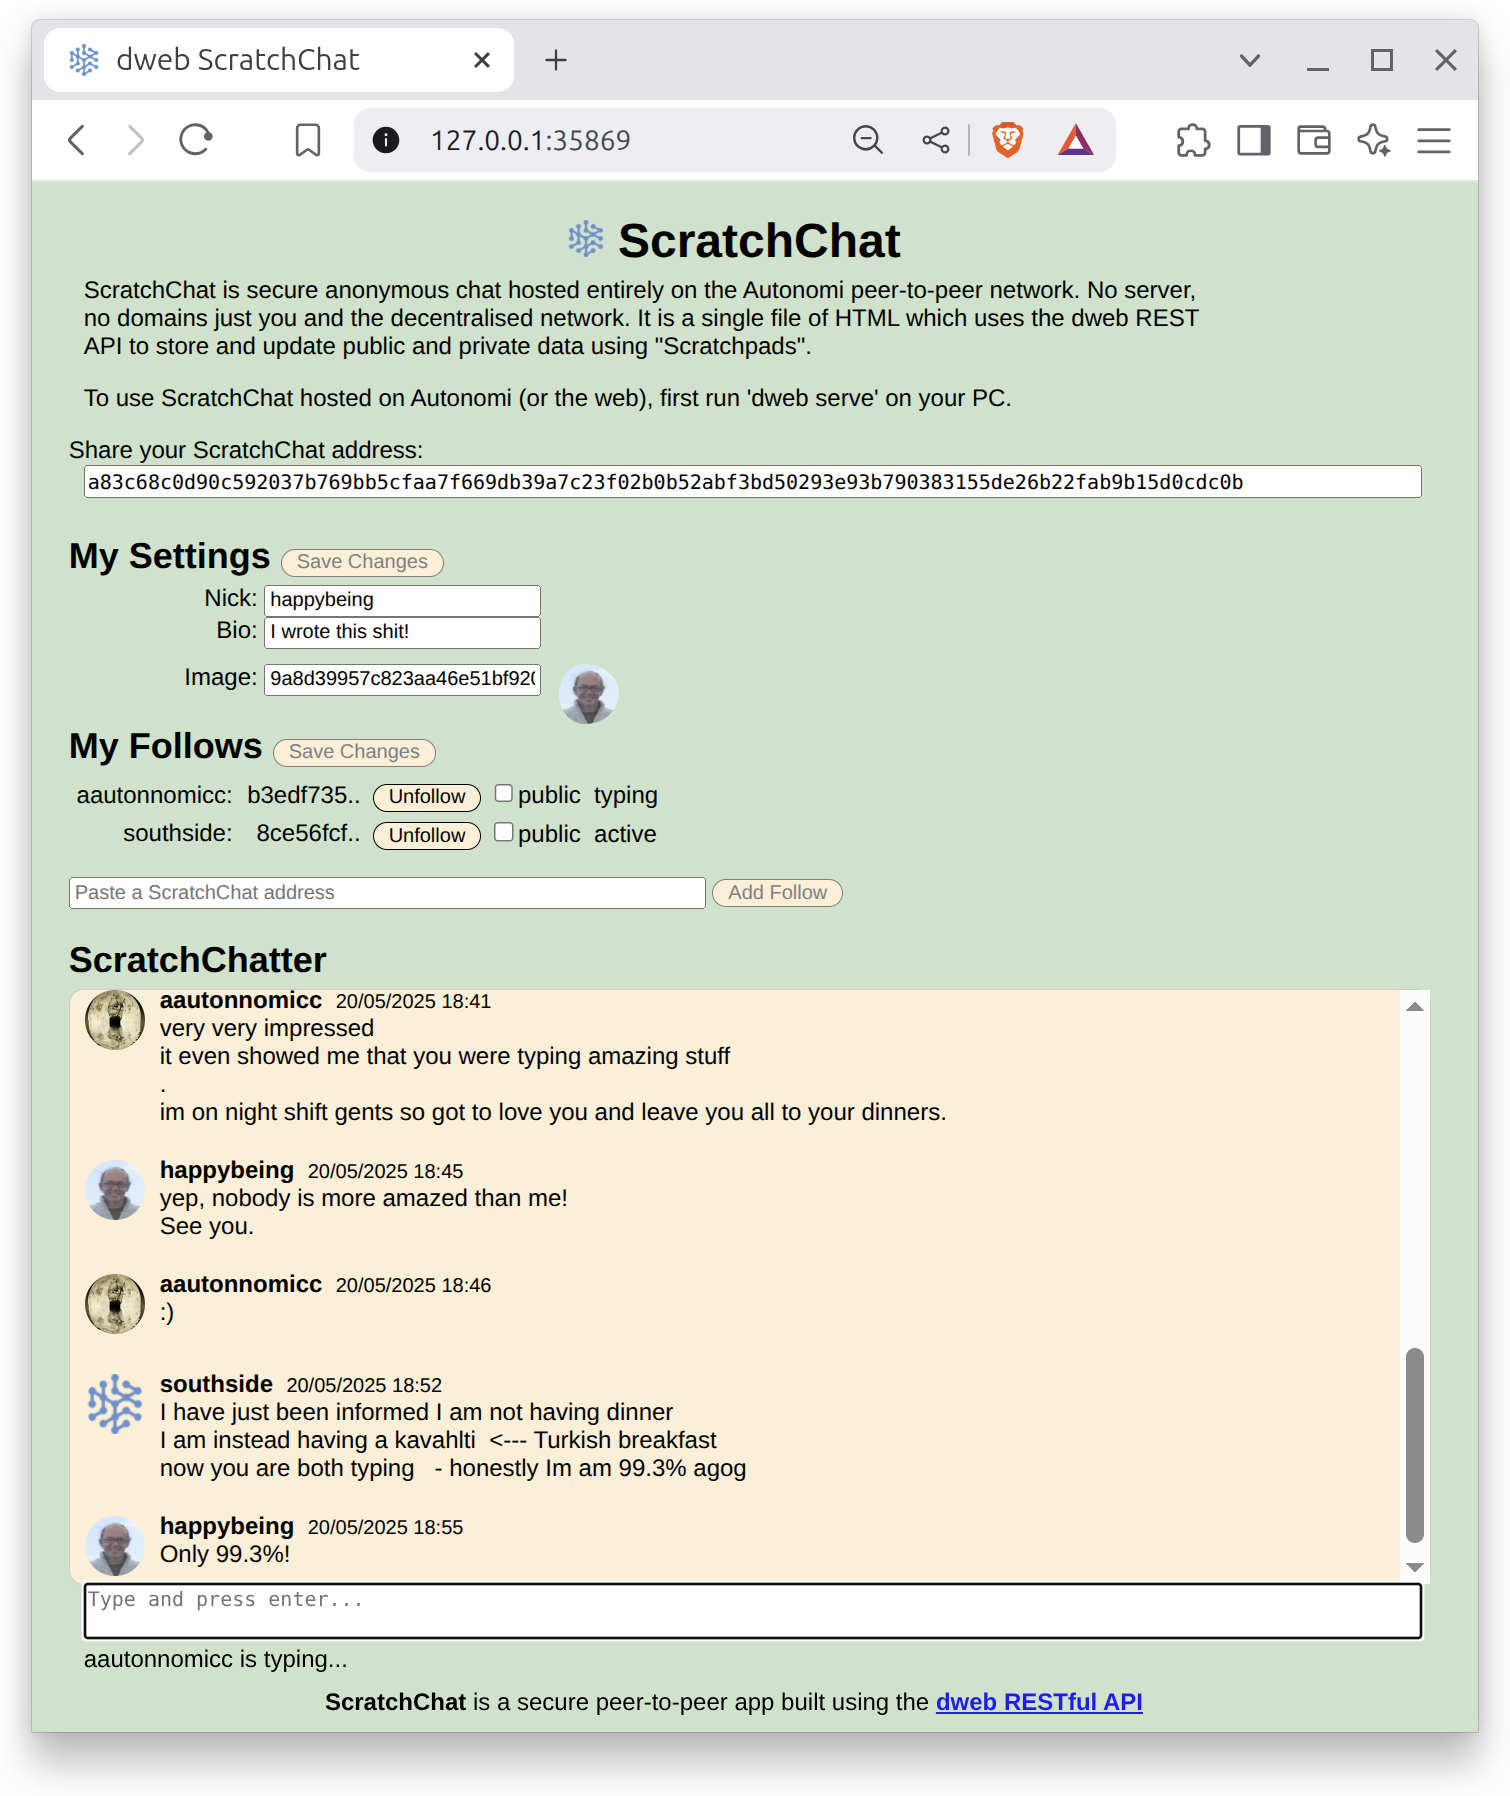 dweb ScratchChat
127.0.0.1:35869
ScratchChat
ScratchChat is secure anonymous chat hosted entirely on the Autonomi peer-to-peer network. No server,
no domains just you and the decentralised network. It is a single file of HTML which uses the dweb REST
API to store and update public and private data using "Scratchpads".
To use ScratchChat hosted on Autonomi (or the web), first run 'dweb serve' on your PC.
Share your ScratchChat address:
a83c68c0d90c592037b769bb5cfaa7f669db39a7c23f02b0b52abf3bd50293e93b790383155de26b22fab9b15d0cdc0b
My Settings Save Changes
Nick: happybeing
Bio: I wrote this shit!
Image: 9a8d39957c823aa46e51bf920
My Follows Save Changes
aautonnomicc: b3edf735.. Unfollow public typing
southside: 8ce56fcf.. Unfollow public active
Paste a ScratchChat address Add Follow
ScratchChatter
aautonnomicc 20/05/2025 18:41
very very impressed
it even showed me that you were typing amazing stuff
.
im on night shift gents so got to love you and leave you all to your dinners.
happybeing 20/05/2025 18:45
yep, nobody is more amazed than me!
See you.
aautonnomicc 20/05/2025 18:46
:)
southside 20/05/2025 18:52
I have just been informed I am not having dinner
I am instead having a kavahlti  <--- Turkish breakfast
now you are both typing   - honestly Im am 99.3% agog
happybeing 20/05/2025 18:55
Only 99.3%!
Type and press enter...
aautonnomicc is typing...
ScratchChat is a secure peer-to-peer app built using the dweb RESTful API